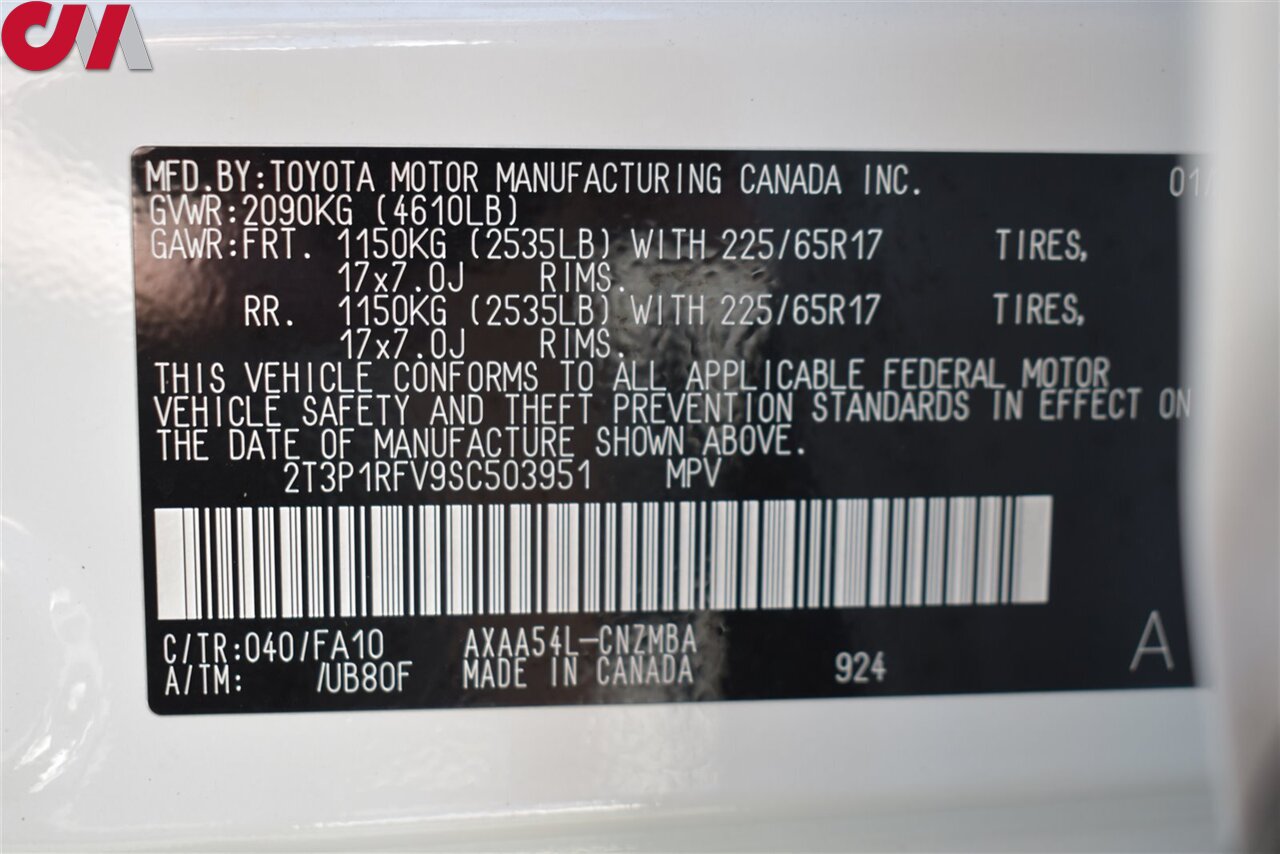 CM
MFD.BY:TOYOTA MOTOR MANUFACTURING CANADA INC. 01/
GVWR:2090KG (4610LB)
GAWR:FRT. 1150KG (2535LB) WITH 225/65R17 TIRES,
17x7.0J RIMS.
RR. 1150KG (2535LB) WITH 225/65R17 TIRES,
17x7.0J RIMS.
THIS VEHICLE CONFORMS TO ALL APPLICABLE FEDERAL MOTOR
VEHICLE SAFETY AND THEFT PREVENTION STANDARDS IN EFFECT ON
THE DATE OF MANUFACTURE SHOWN ABOVE.
2T3P1RFV9SC503951 MPV
C/TR:040/FA10 AXAA54L-CNZMBA
A/TM: /UB80F MADE IN CANADA 924 A